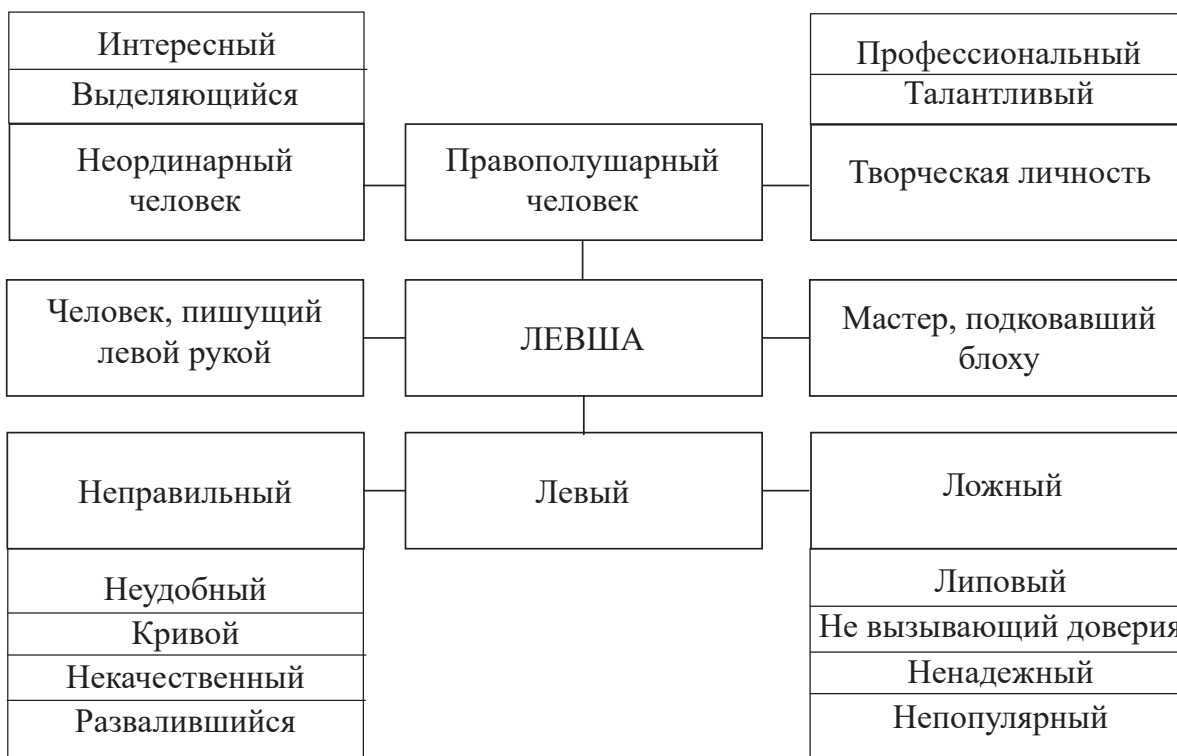 Интересный
Выделяющийся
Неординарный
человек
Правополушарный
человек
Профессиональный
Талантливый
Творческая личность
Человек, пишущий
левой рукой
ЛЕВША
Мастер, подковавший
блоху
Неправильный
Левый
Ложный
Неудобный
Кривой
Некачественный
Развалившийся
Липовый
Не вызывающий доверия
Ненадежный
Непопулярный